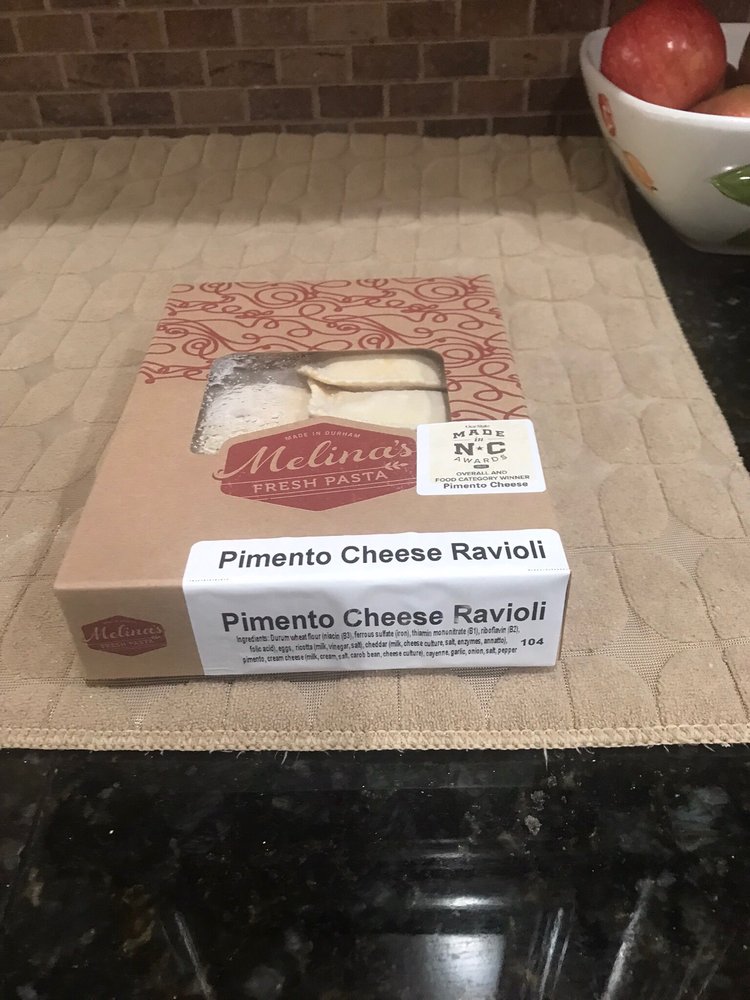 MADE IN DURHAM
Melina's
FRESH PASTA
Our State
MADE
in
N★C
AWARDS
OVERALL AND
FOOD CATEGORY WINNER
Pimento Cheese
Pimento Cheese Ravioli
Melina's
FRESH PASTA
Pimento Cheese Ravioli
Ingredients: Durum wheat flour (niacin (B3), ferrous sulfate (iron), thiamin mononitrate (B1), riboflavin (B2),
folic acid), eggs, ricotta (milk, vinegar, salt), cheddar (milk, cheese culture, salt, enzymes, annatto),
pimento, cream cheese (milk, cream, salt, carob bean, cheese culture), cayenne, garlic, onion, salt, pepper
104